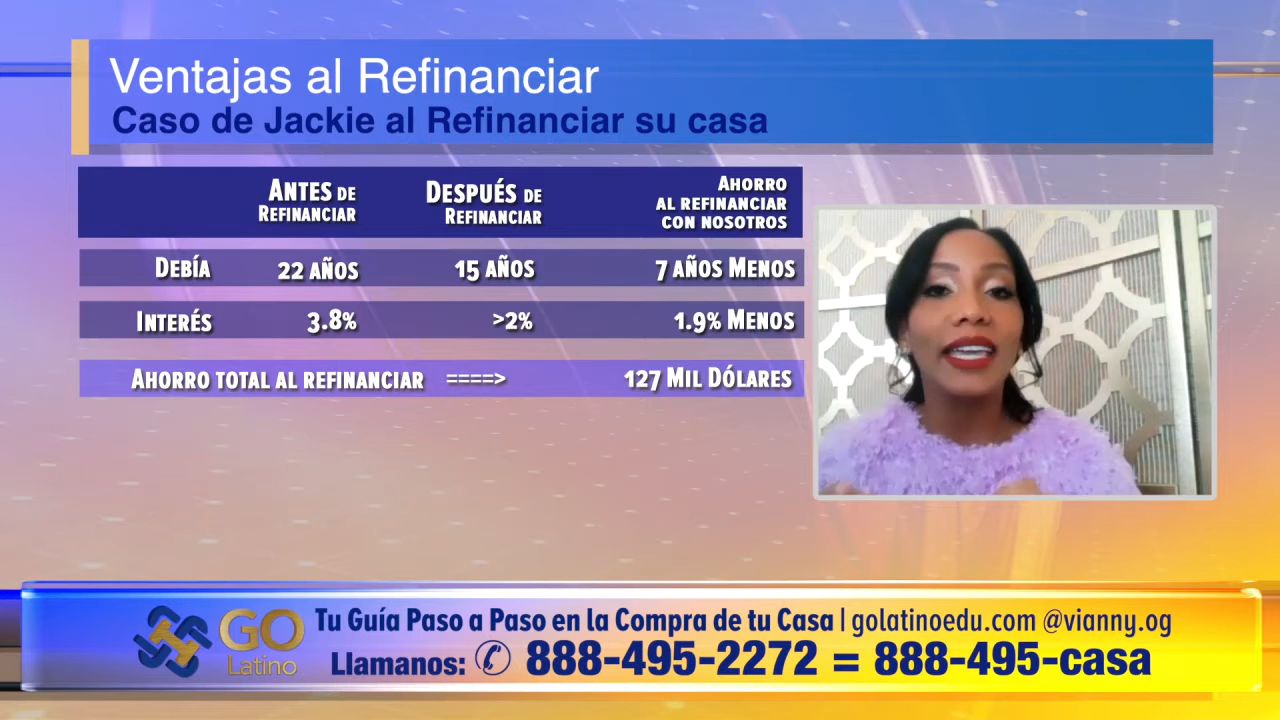 Ventajas al Refinanciar
Caso de Jackie al Refinanciar su casa
ANTES DE
REFINANCIAR
DESPUÉS DE
REFINANCIAR
AHORRO
AL REFINANCIAR
CON NOSOTROS
DEBÍA 22 AÑOS 15 AÑOS 7 AÑOS MENOS
INTERÉS 3.8% >2% 1.9% MENOS
AHORRO TOTAL AL REFINANCIAR ====> 127 MIL DÓLARES
GO
Latino
Tu Guía Paso a Paso en la Compra de tu Casa | golatinoedu.com @vianny.og
Llamanos: ✆ 888-495-2272 = 888-495-casa